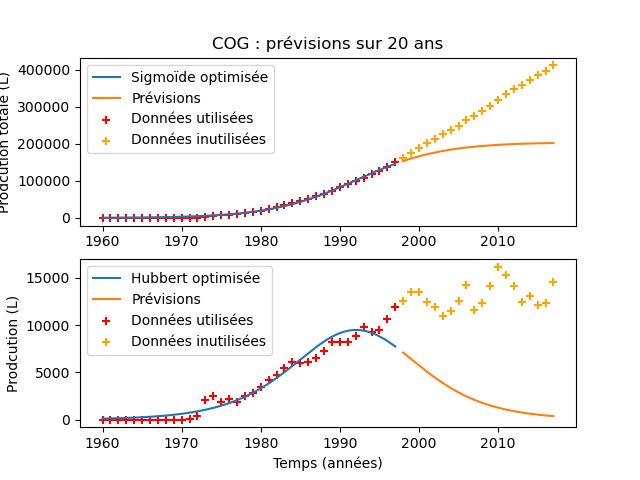 COG : prévisions sur 20 ans
Prodcution totale (L)
400000
300000
200000
100000
0
Sigmoïde optimisée
Prévisions
Données utilisées
Données inutilisées
1960 1970 1980 1990 2000 2010
Prodcution (L)
15000
10000
5000
0
Hubbert optimisée
Prévisions
Données utilisées
Données inutilisées
1960 1970 1980 1990 2000 2010
Temps (années)